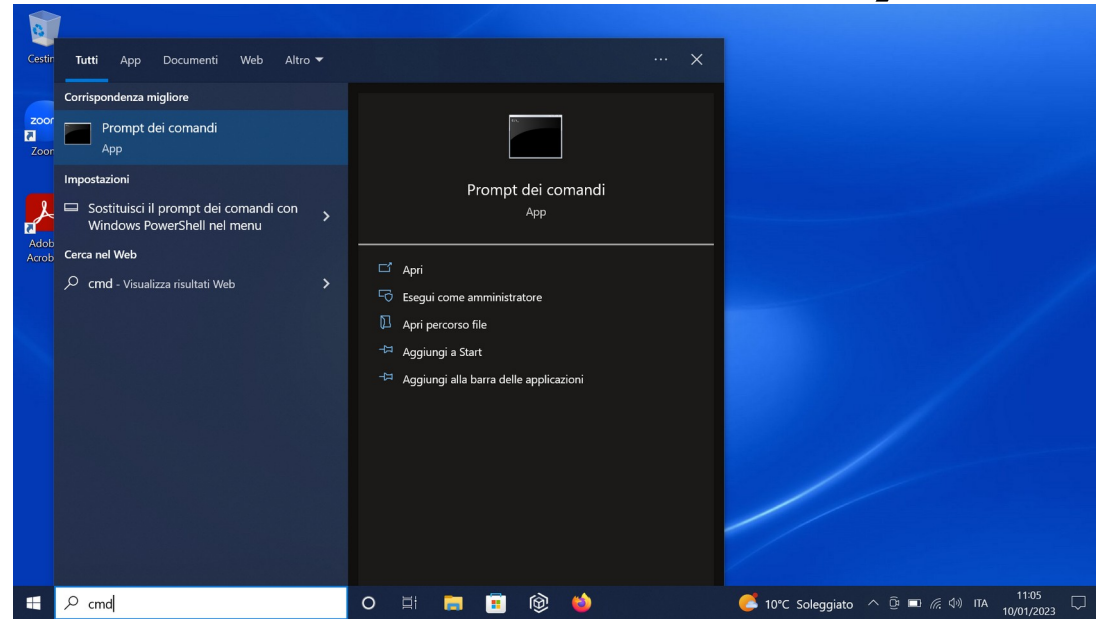 Cestin
Tutti App Documenti Web Altro
Corrispondenza migliore
Prompt dei comandi
App
zoom
Zoom
Impostazioni
Sostituisci il prompt dei comandi con
Windows PowerShell nel menu
Adob
Acrob
Cerca nel Web
cmd - Visualizza risultati Web
Prompt dei comandi
App
Apri
Esegui come amministratore
Apri percorso file
Aggiungi a Start
Aggiungi alla barra delle applicazioni
cmd
10°C Soleggiato
ITA
11:05
10/01/2023